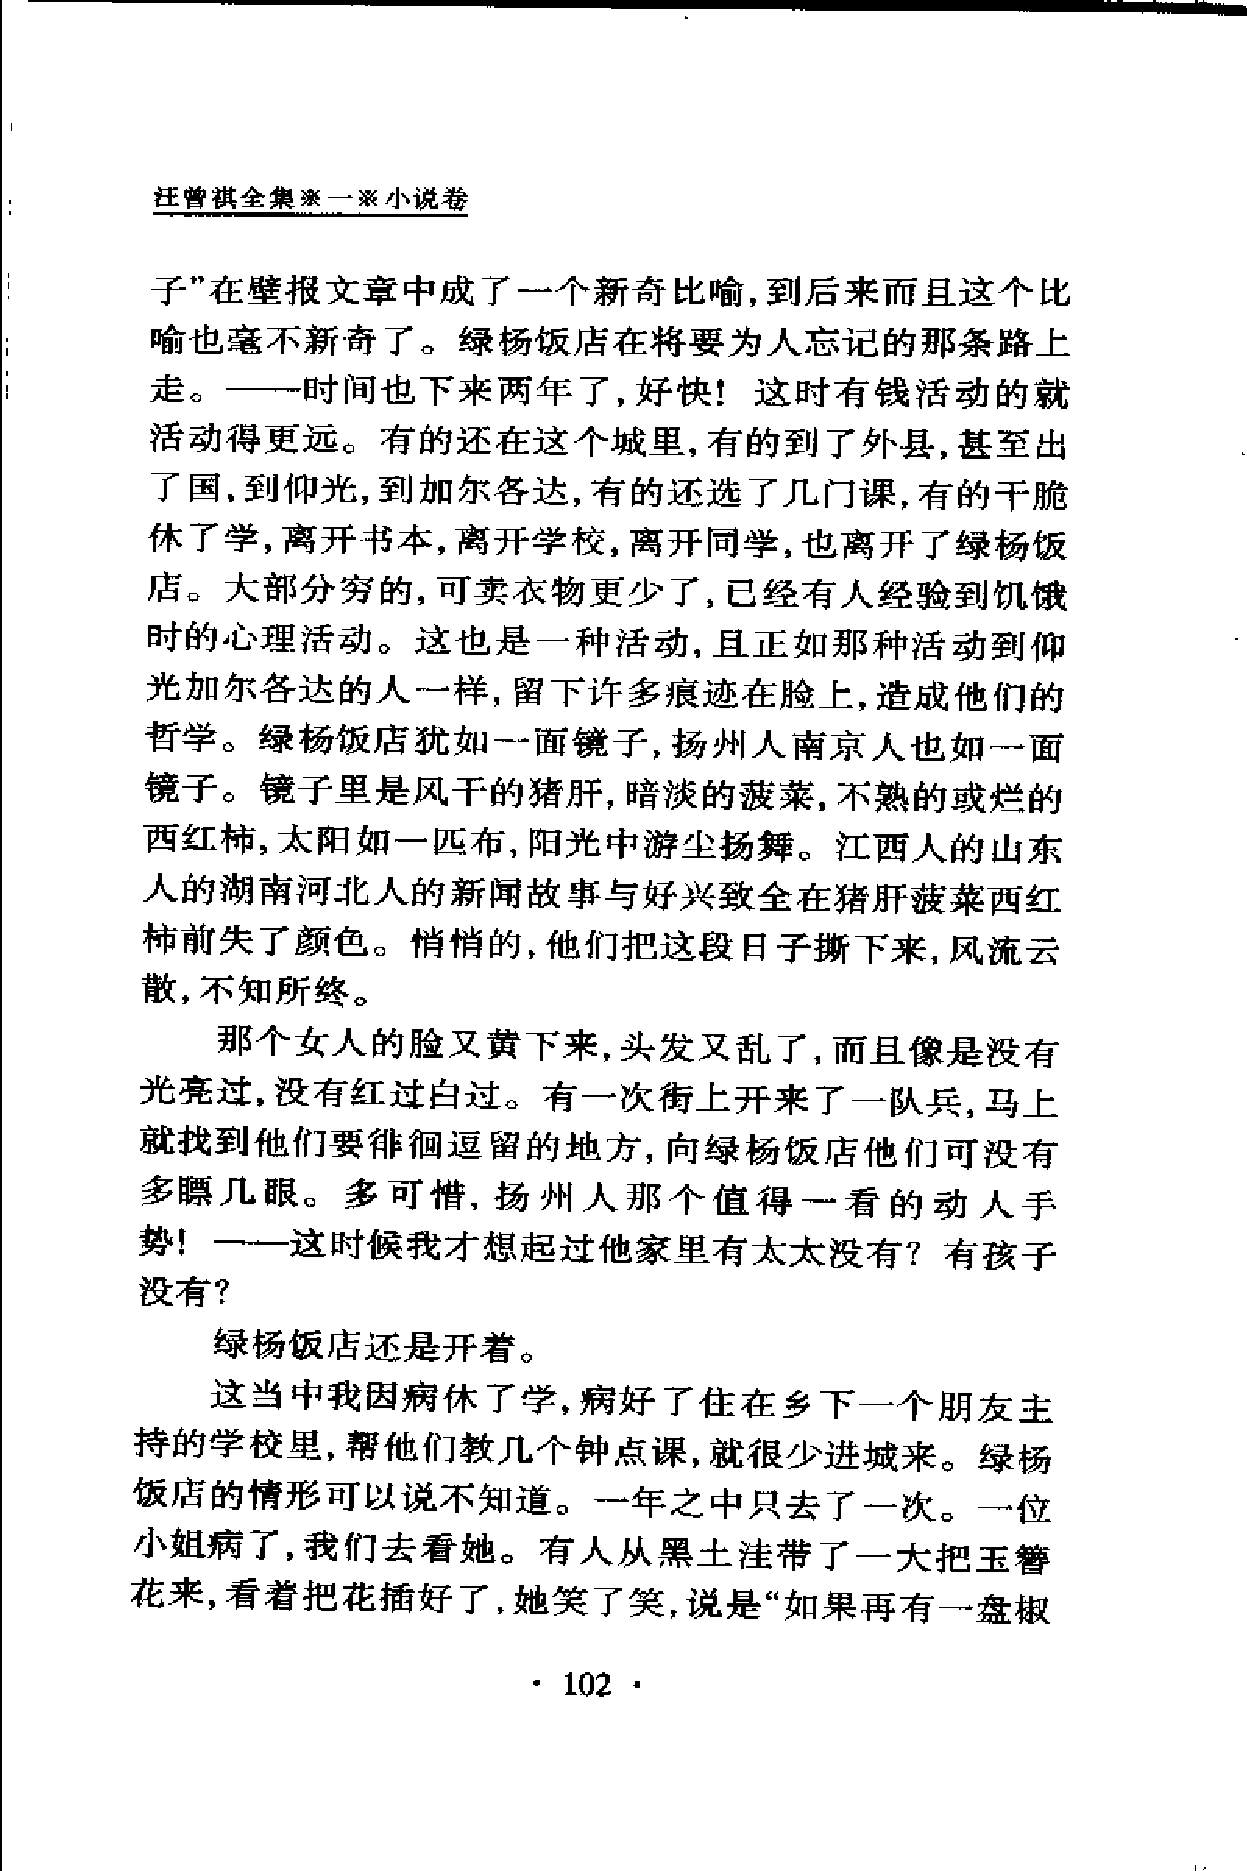 汪曾祺全集※一※小说卷
子”在壁报文章中成了一个新奇比喻,到后来而且这个比
喻也毫不新奇了。绿杨饭店在将要为人忘记的那条路上
走。——时间也下来两年了,好快! 这时有钱活动的就
活动得更远。有的还在这个城里,有的到了外县,甚至出
了国,到仰光,到加尔各达,有的还选了几门课,有的干脆
休了学,离开书本,离开学校,离开同学,也离开了绿杨饭
店。大部分穷的,可卖衣物更少了,已经有人经验到饥饿
时的心理活动。这也是一种活动,且正如那种活动到仰
光加尔各达的人一样,留下许多痕迹在脸上,造成他们的
哲学。绿杨饭店犹如一面镜子,扬州人南京人也如一面
镜子。镜子里是风干的猪肝,暗淡的菠菜,不熟的或烂的
西红柿,太阳如一匹布,阳光中游尘扬舞。江西人的山东
人的湖南河北人的新闻故事与好兴致全在猪肝菠菜西红
柿前失了颜色。悄悄的,他们把这段日子撕下来,风流云
散,不知所终。
那个女人的脸又黄下来,头发又乱了,而且像是没有
光亮过,没有红过白过。有一次街上开来了一队兵,马上
就找到他们要徘徊逗留的地方,向绿杨饭店他们可没有
多瞟几眼。多可惜,扬州人那个值得一看的动人手
势! ——这时候我才想起过他家里有太太没有? 有孩子
没有?
绿杨饭店还是开着。
这当中我因病休了学,病好了住在乡下一个朋友主
持的学校里,帮他们教几个钟点课,就很少进城来。绿杨
饭店的情形可以说不知道。一年之中只去了一次。一位
小姐病了,我们去看她。有人从黑土洼带了一大把玉簪
花来,看着把花插好了,她笑了笑,说是“如果再有一盘椒
· 102 ·